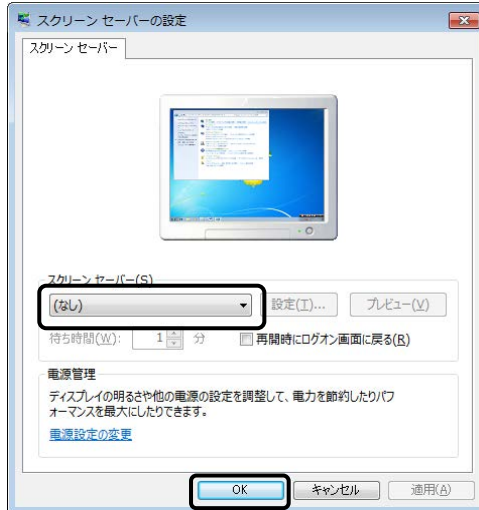 スクリーン セーバーの設定
スクリーン セーバー
スクリーン セーバー(S)
(なし)
設定(T)... プレビュー(V)
待ち時間(W): 1 分 再開時にログオン画面に戻る(R)
電源管理
ディスプレイの明るさや他の電源の設定を調整して、電力を節約したりパフ
ォーマンスを最大にしたりできます。
電源設定の変更
OK キャンセル 適用(A)